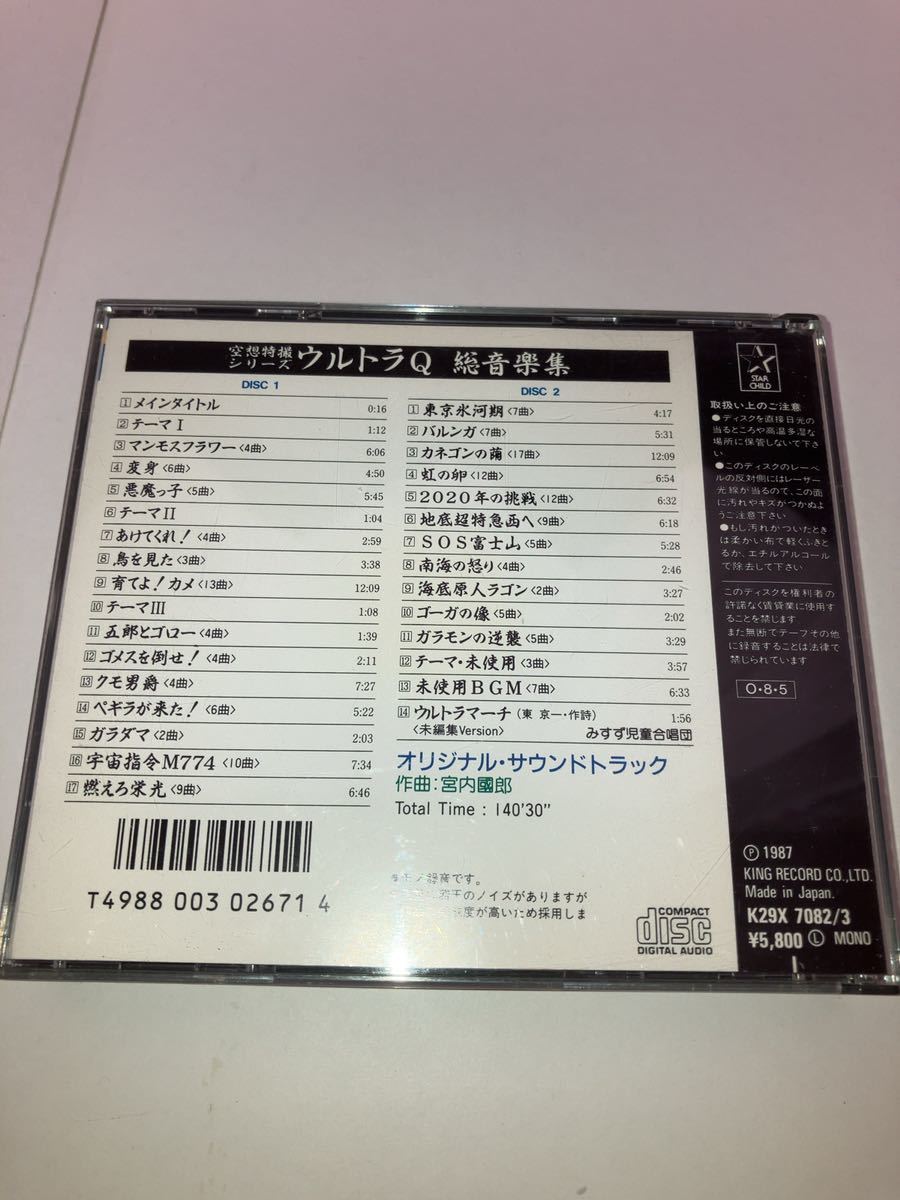 空想特撮
シリーズ ウルトラQ 総音楽集
DISC 1
1 メインタイトル 0:16
2 テーマⅠ 1:12
3 マンモスフラワー〈4曲〉 6:06
4 変身〈6曲〉 4:50
5 悪魔ッ子〈5曲〉 5:45
6 テーマⅡ 1:04
7 あけてくれ!〈4曲〉 2:59
8 鳥を見た〈3曲〉 3:38
9 育てよ!カメ〈13曲〉 12:09
10 テーマⅢ 1:08
11 五郎とゴロー〈4曲〉 1:39
12 ゴメスを倒せ!〈4曲〉 2:11
13 クモ男爵〈4曲〉 7:27
14 ペギラが来た!〈6曲〉 5:22
15 ガラダマ〈2曲〉 2:03
16 宇宙指令M774〈10曲〉 7:34
17 燃えろ栄光〈9曲〉 6:46
DISC 2
1 東京氷河期〈7曲〉 4:17
2 バルンガ〈7曲〉 5:31
3 カネゴンの繭〈17曲〉 12:09
4 虹の卵〈12曲〉 6:54
5 2020年の挑戦〈12曲〉 6:32
6 地底超特急西へ〈9曲〉 6:18
7 SOS富士山〈5曲〉 5:28
8 南海の怒り〈4曲〉 2:46
9 海底原人ラゴン〈2曲〉 3:27
10 ゴーガの像〈5曲〉 2:02
11 ガラモンの逆襲〈5曲〉 3:29
12 テーマ・未使用〈3曲〉 3:57
13 未使用BGM〈7曲〉 6:33
14 ウルトラマーチ(東 京一・作詩) 1:56
〈未編集Version〉 みすず児童合唱団
オリジナル・サウンドトラック
作曲:宮内國郎
Total Time : 140'30"
T4988 003 02671 4
録音です。
のノイズがありますが
度が高いため採用しま
COMPACT
disc
DIGITAL AUDIO
STAR
CHILD
取扱い上のご注意
●ディスクを直接日光の
当るところや高温多湿な
場所に保管しないで下さ
い
●このディスクのレーベ
ルの反対側にはレーザー
光線が当るので、この面
に汚れやキズがつかぬよ
うご注意下さい
●もし汚れがついたとき
は柔かい布で軽くふきと
るか、エチルアルコール
で除去して下さい
このディスクを権利者の
許諾なく賃貸業に使用す
ることを禁じます
また無断でテープその他
に録音することは法律で
禁じられています
O・8・5
Ⓟ 1987
KING RECORD CO.,LTD.
Made in Japan.
K29X 7082/3
¥5,800 Ⓛ MONO